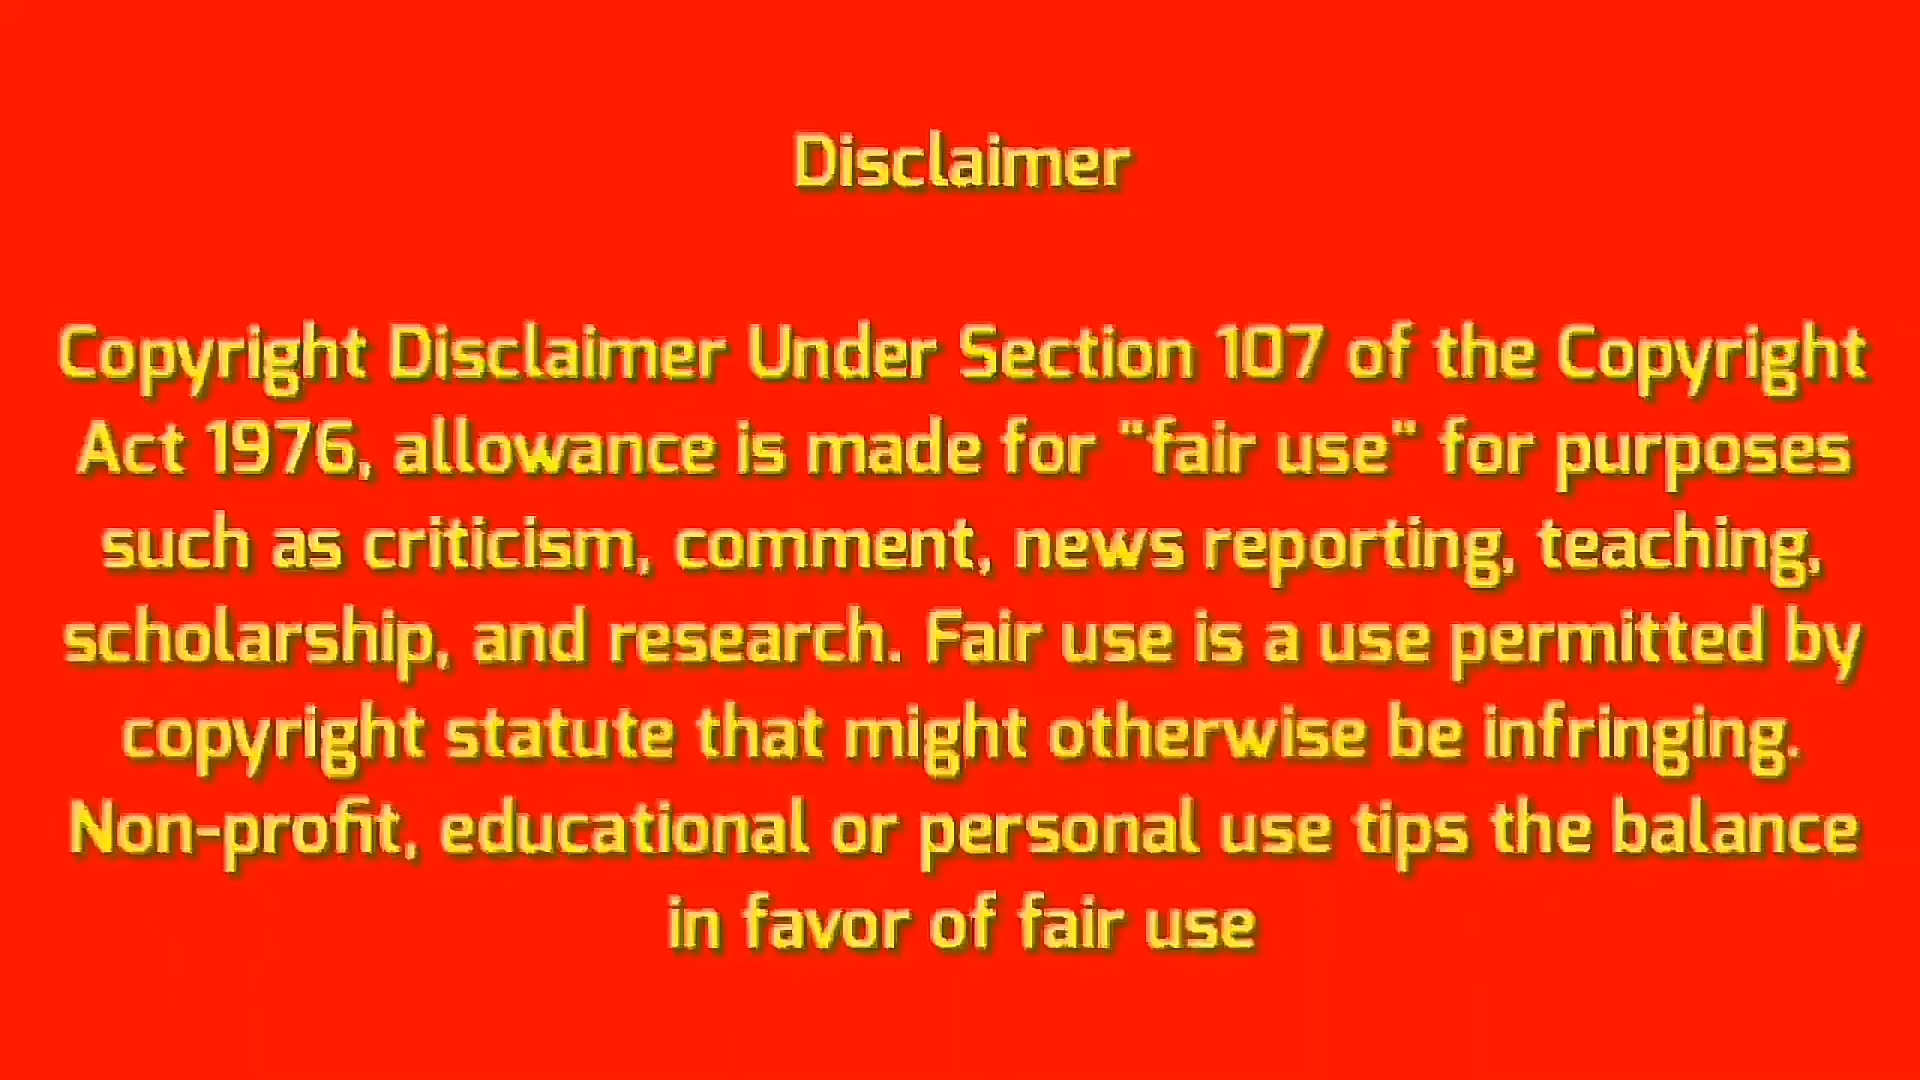 Disclaimer
Copyright Disclaimer Under Section 107 of the Copyright
Act 1976, allowance is made for "fair use" for purposes
such as criticism, comment, news reporting, teaching,
scholarship, and research. Fair use is a use permitted by
copyright statute that might otherwise be infringing.
Non-profit, educational or personal use tips the balance
in favor of fair use